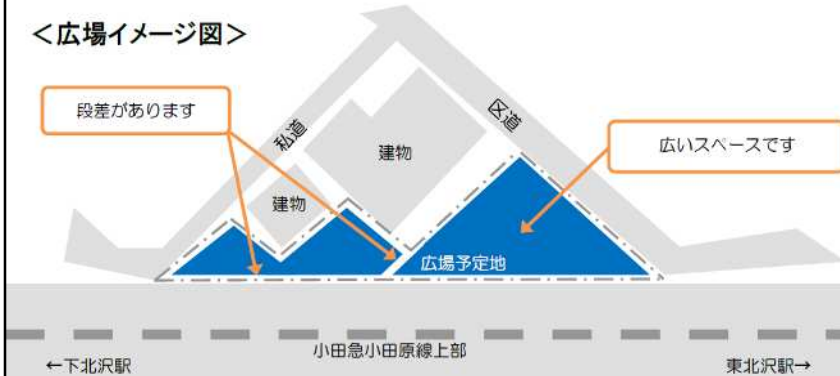 ＜広場イメージ図＞
段差があります
私道
区道
広いスペースです
建物
建物
広場予定地
小田急小田原線上部
←下北沢駅
東北沢駅→